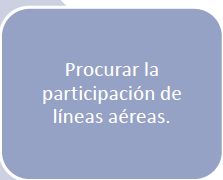 Procurar la
participación de
líneas aéreas.